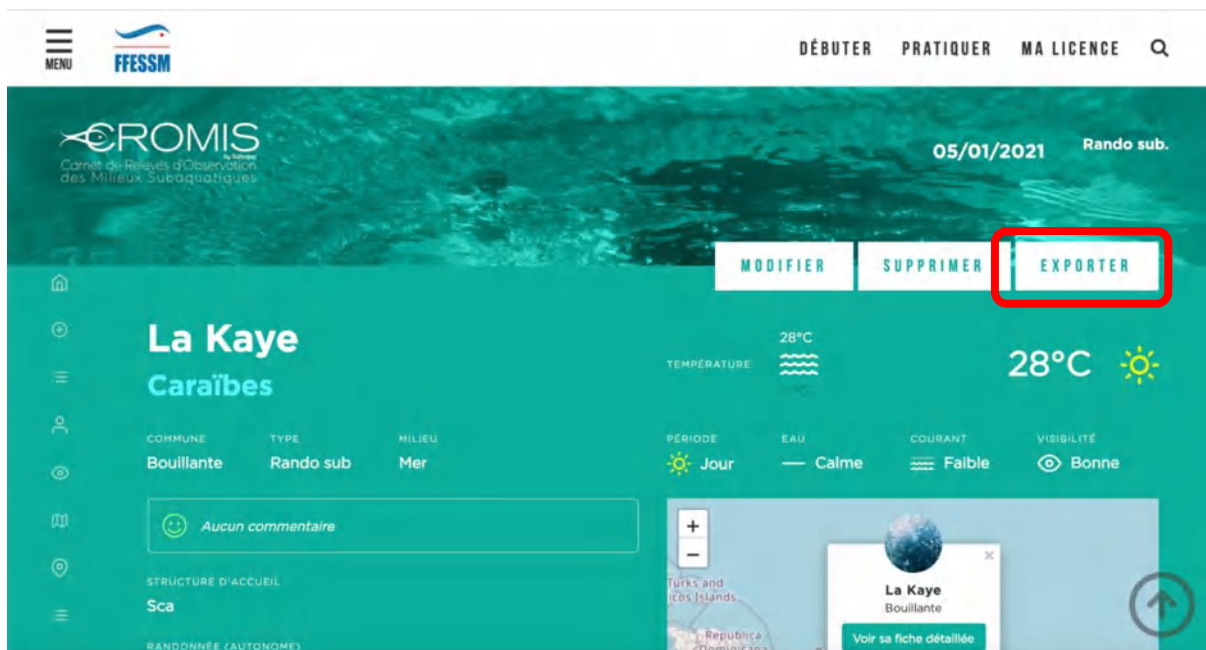 MENU
FFESSM
DÉBUTER PRATIQUER MA LICENCE
CROMIS
Carnet de Relevés d'Observation
des Milieux Subaquatiques
05/01/2021 Rando sub.
MODIFIER SUPPRIMER EXPORTER
La Kaye
Caraïbes
28°C
TEMPÉRATURE
28°C
COMMUNE TYPE MILIEU
Bouillante Rando sub Mer
PÉRIODE EAU COURANT VISIBILITÉ
Jour Calme Faible Bonne
Aucun commentaire
STRUCTURE D'ACCUEIL
Sca
RANDONNÉE (AUTONOME)
+
−
Turks and
icos Islands
República
Dominicana
×
La Kaye
Bouillante
Voir sa fiche détaillée